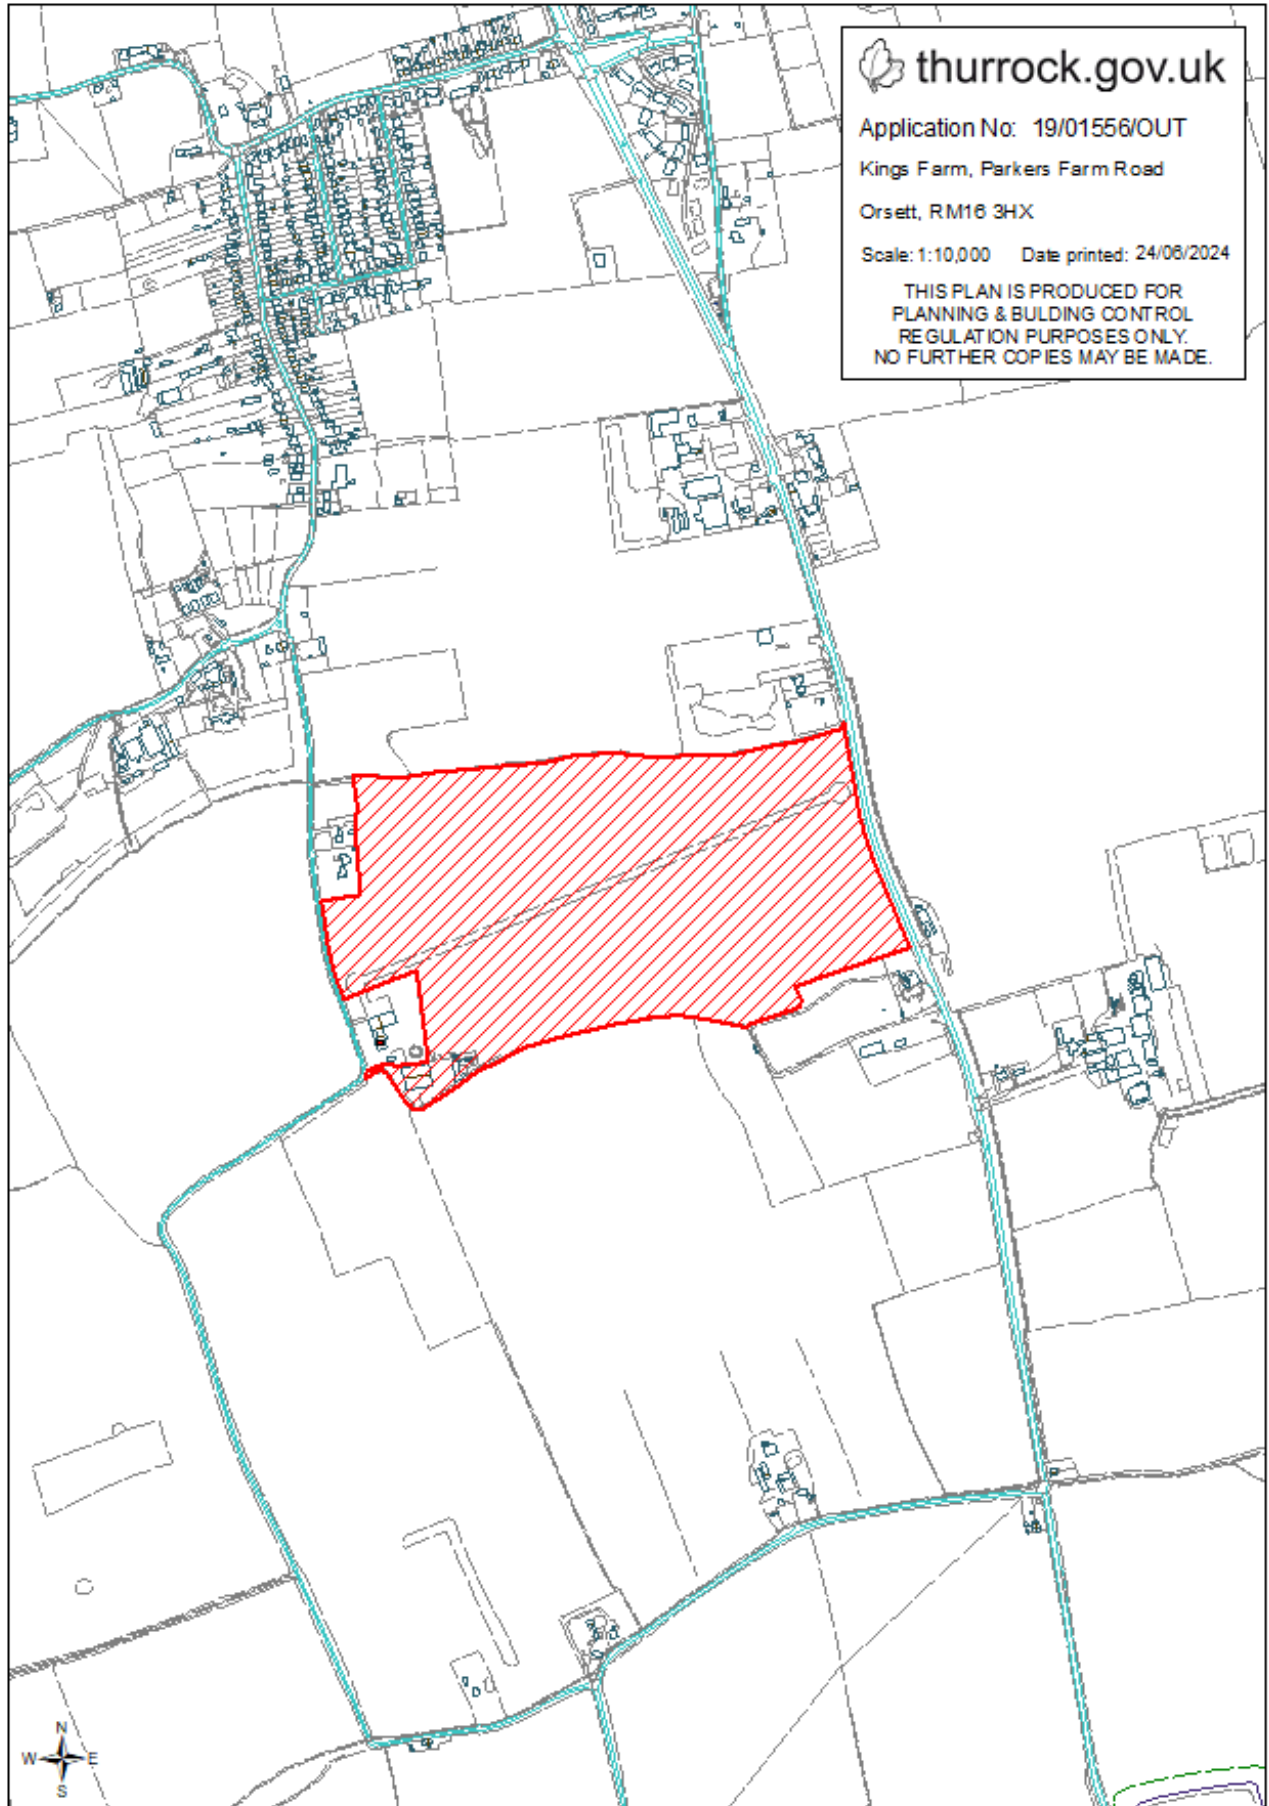 thurrock.gov.uk
Application No: 19/01556/OUT
Kings Farm, Parkers Farm Road
Orsett, RM16 3HX
Scale: 1:10,000 Date printed: 24/06/2024
THIS PLAN IS PRODUCED FOR
PLANNING & BULDING CONTROL
REGULATION PURPOSES ONLY.
NO FURTHER COPIES MAY BE MADE.
N
W E
S